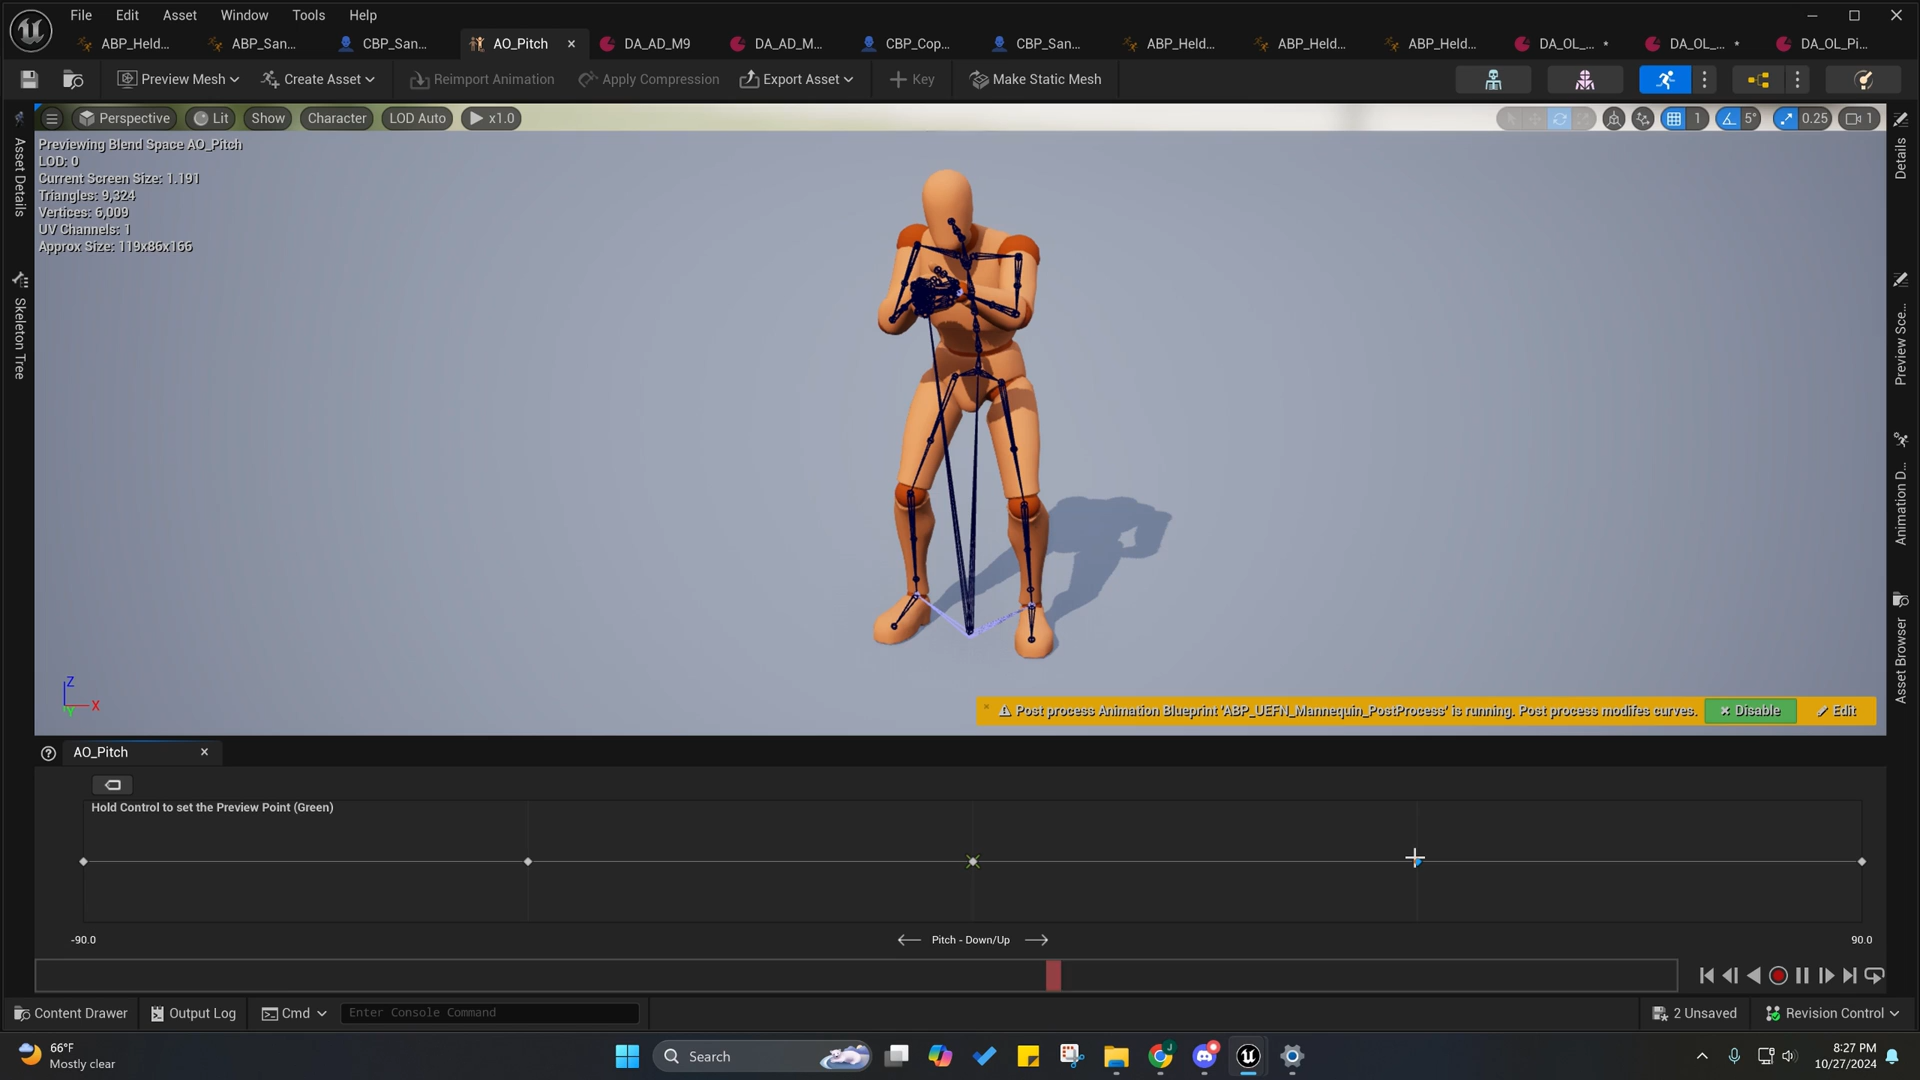 File Edit Asset Window Tools Help
ABP_Held... ABP_San... CBP_San... AO_Pitch DA_AD_M9 DA_AD_M... CBP_Cop... CBP_San... ABP_Held... ABP_Held... ABP_Held... DA_OL_... * DA_OL_... * DA_OL_Pi...
Preview Mesh Create Asset Reimport Animation Apply Compression Export Asset Key Make Static Mesh
Perspective Lit Show Character LOD Auto x1.0 1 5° 0.25 1
Previewing Blend Space AO_Pitch
LOD: 0
Current Screen Size: 1.191
Triangles: 9,324
Vertices: 6,009
UV Channels: 1
Approx Size: 119x86x166
Asset Details
Skeleton Tree
Details
Preview Sce...
Animation D...
Asset Browser
Z
X
Y
Post process Animation Blueprint 'ABP_UEFN_Mannequin_PostProcess' is running. Post process modifes curves. Disable Edit
AO_Pitch
Hold Control to set the Preview Point (Green)
-90.0 Pitch - Down/Up 90.0
Content Drawer Output Log Cmd Enter Console Command 2 Unsaved Revision Control
66°F
Mostly clear
Search
8:27 PM
10/27/2024